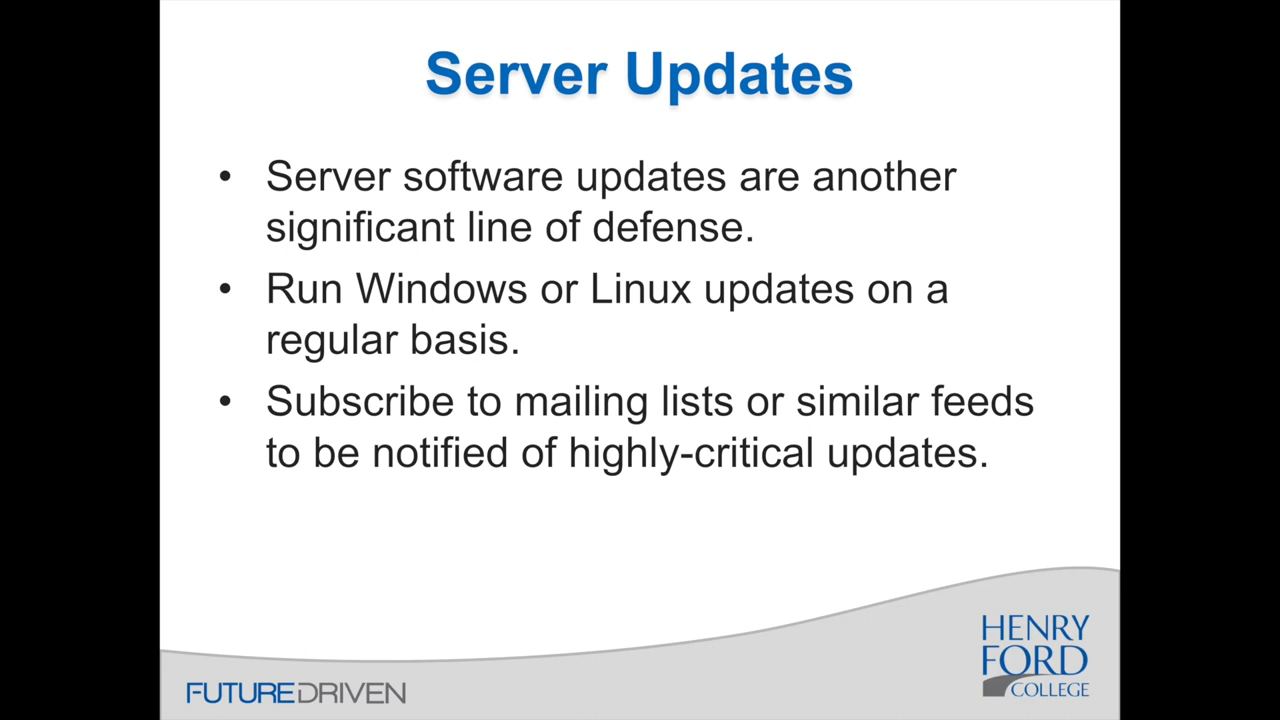 Server Updates
• Server software updates are another
significant line of defense.
• Run Windows or Linux updates on a
regular basis.
• Subscribe to mailing lists or similar feeds
to be notified of highly-critical updates.
FUTUREDRIVEN
HENRY
FORD
COLLEGE